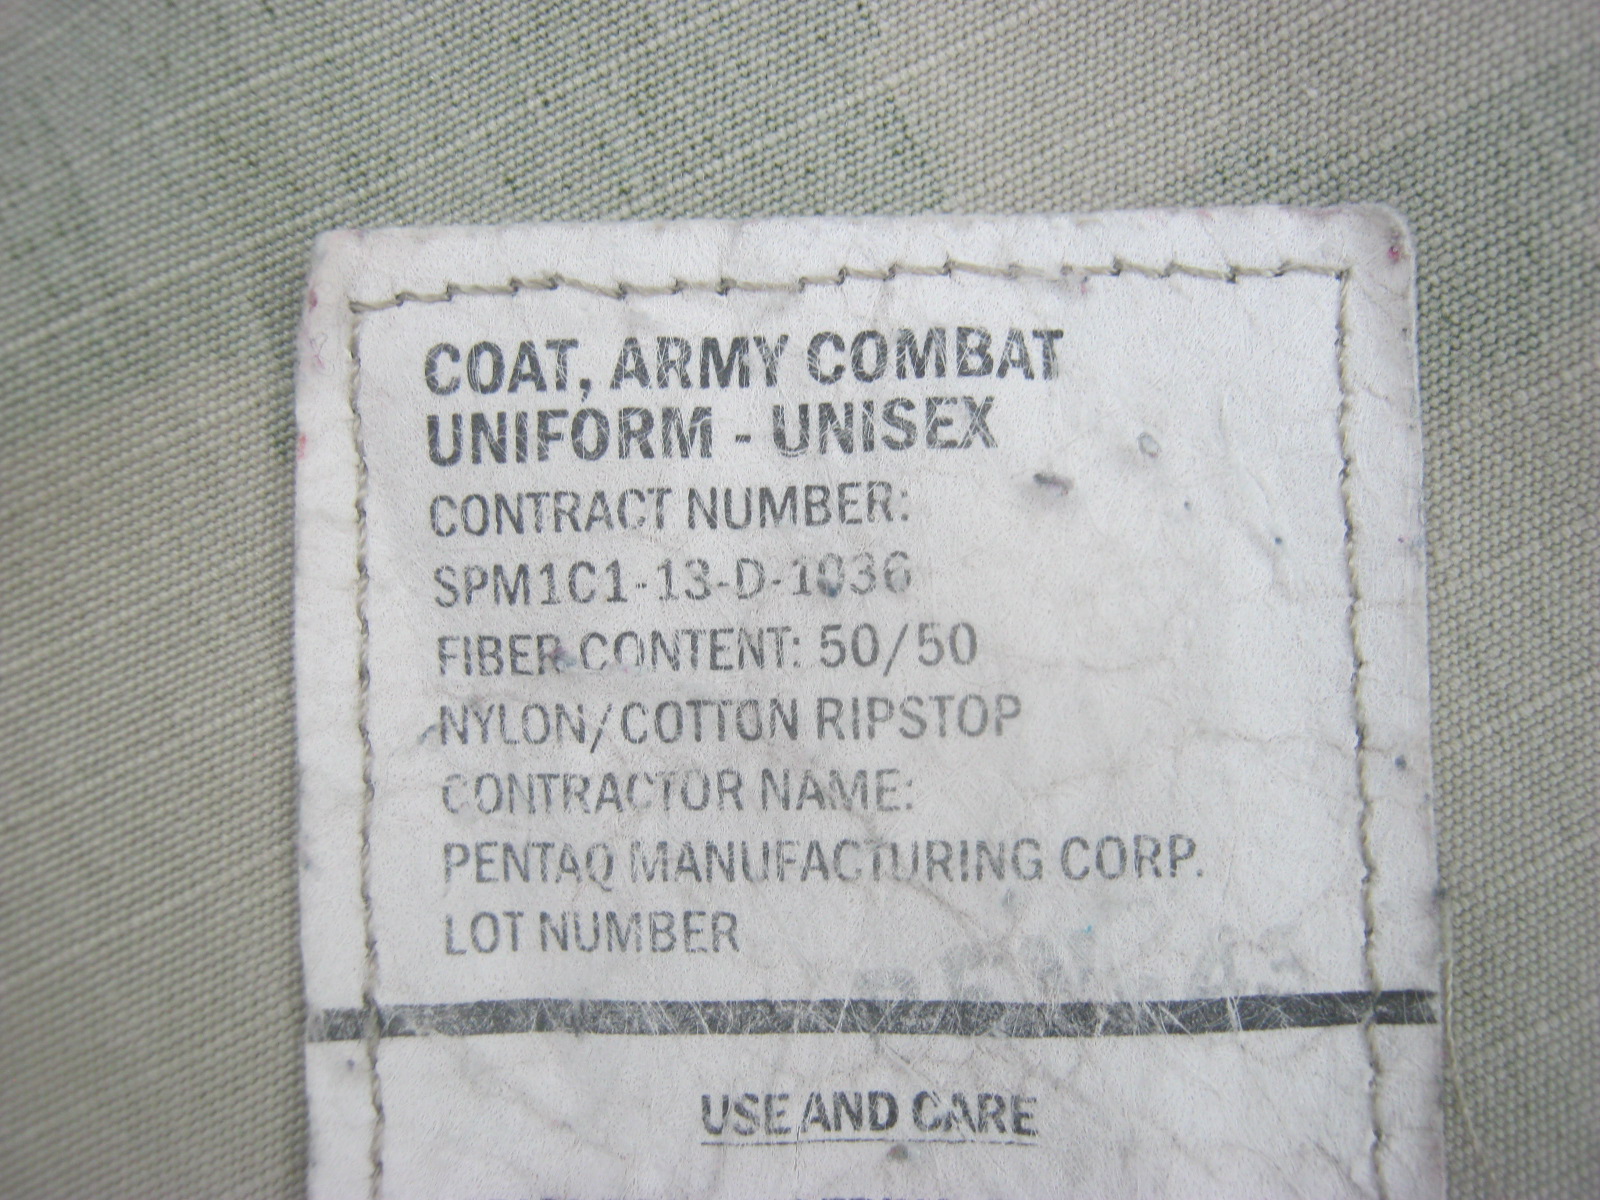 COAT, ARMY COMBAT
UNIFORM - UNISEX
CONTRACT NUMBER:
SPM1C1-13-D-1036
FIBER CONTENT: 50/50
NYLON/COTTON RIPSTOP
CONTRACTOR NAME:
PENTAQ MANUFACTURING CORP.
LOT NUMBER
USE AND CARE